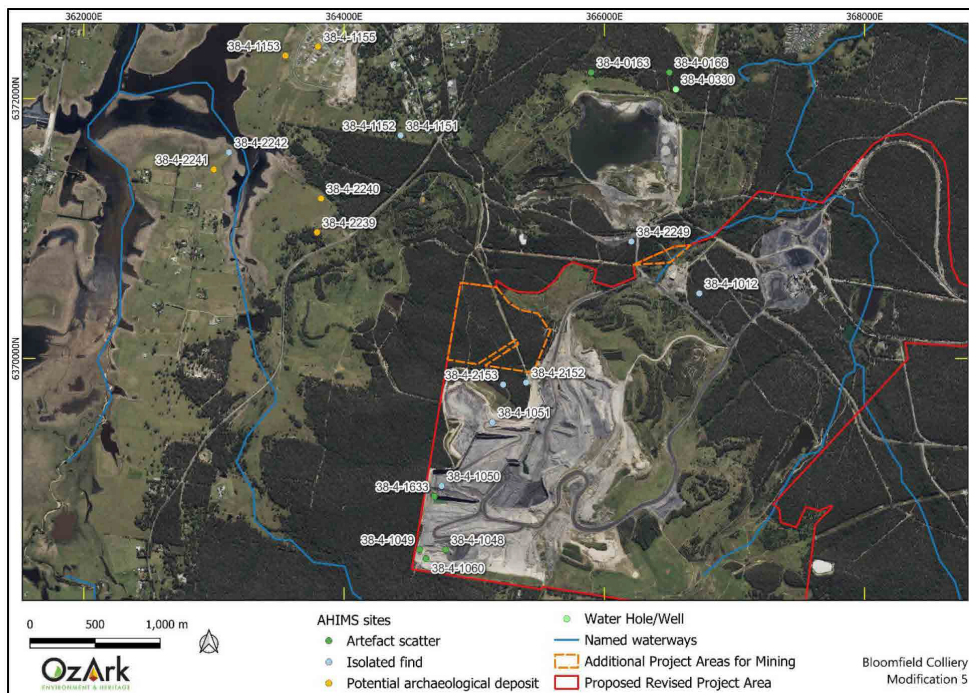 362000E
364000E
366000E
368000E
38-4-1153
38-4-1155
38-4-0163
38-4-0166
38-4-0330
6372000N
38-4-1152
38-4-1151
38-4-2242
38-4-2241
38-4-2240
38-4-2239
38-4-2249
38-4-1012
6370000N
38-4-2153
38-4-2152
38-4-1051
38-4-1050
38-4-1633
38-4-1049
38-4-1048
38-4-1060
0 500 1,000 m
OzArk
ENVIRONMENT & HERITAGE
AHIMS sites
Artefact scatter
Isolated find
Potential archaeological deposit
Water Hole/Well
Named waterways
Additional Project Areas for Mining
Proposed Revised Project Area
Bloomfield Colliery
Modification 5